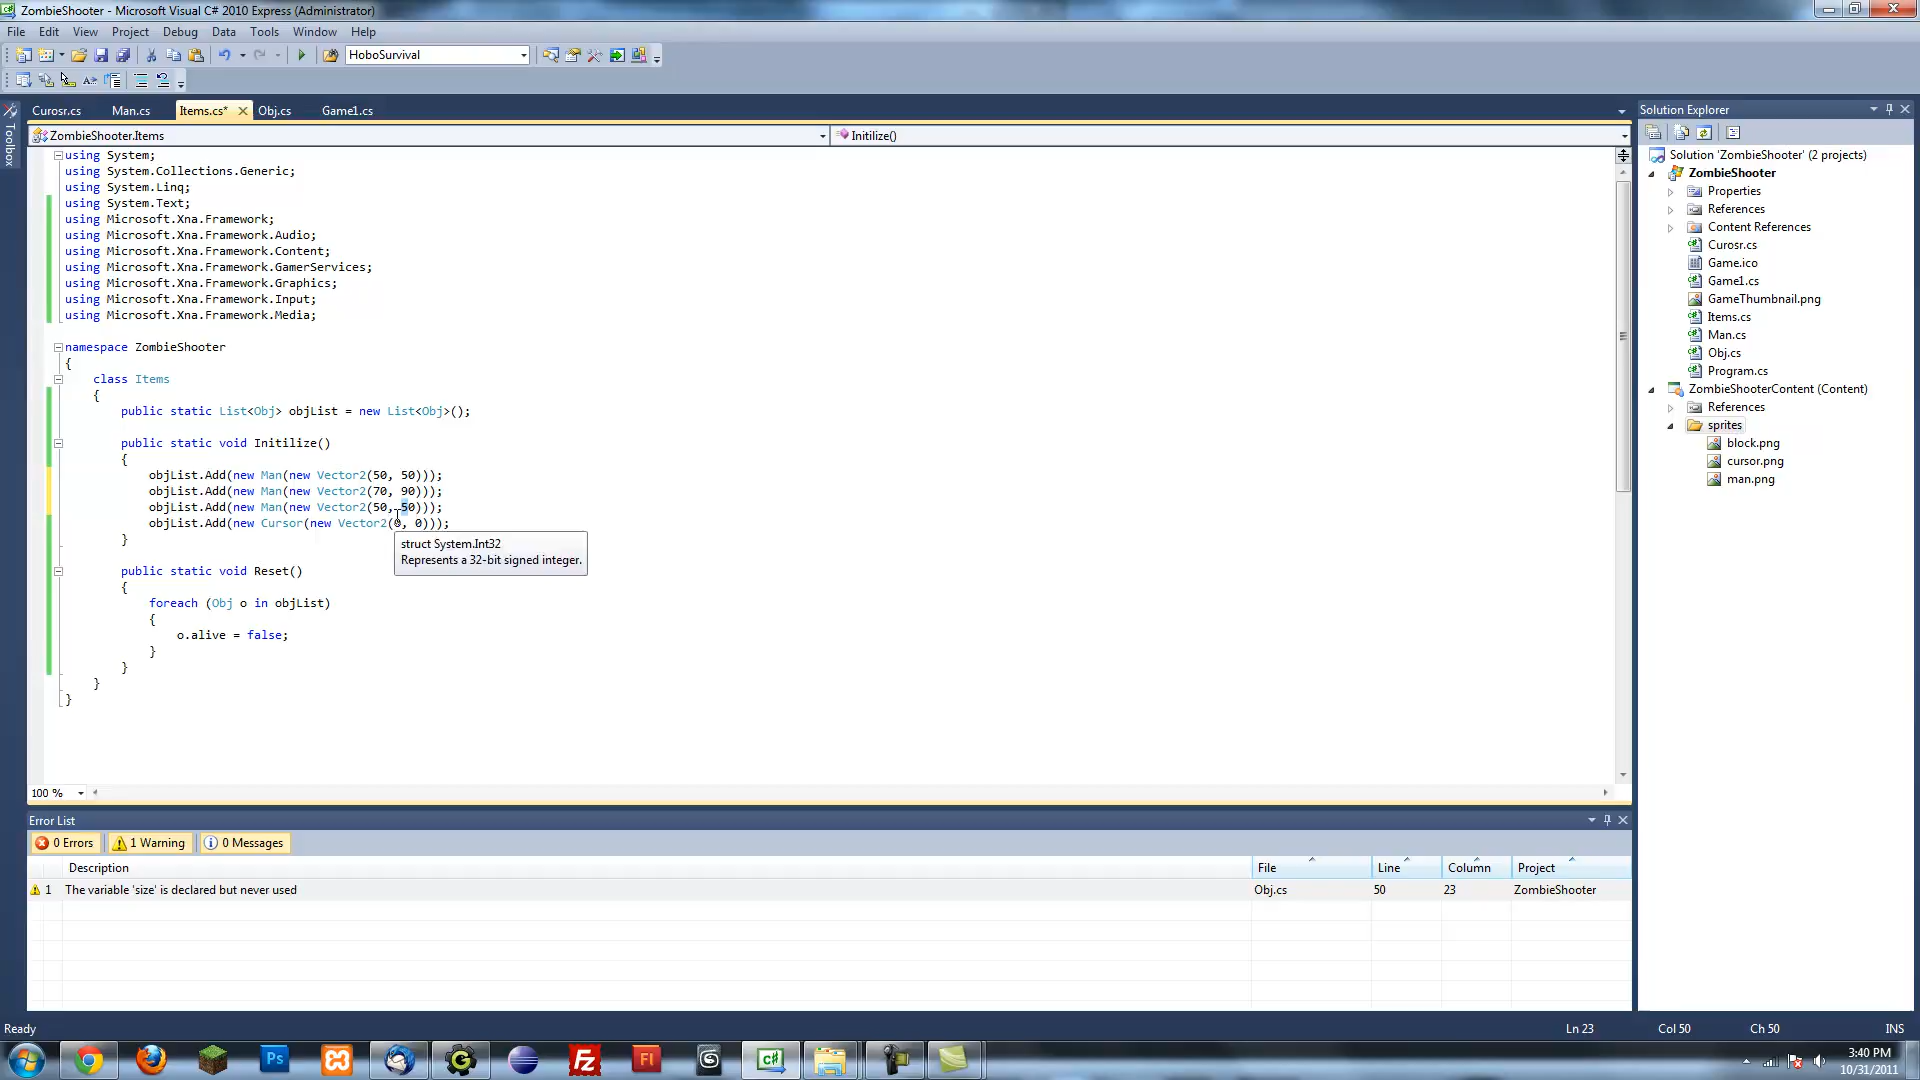 ZombieShooter - Microsoft Visual C# 2010 Express (Administrator)
File Edit View Project Debug Data Tools Window Help
HoboSurvival
Curosr.cs Man.cs Items.cs* Obj.cs Game1.cs
ZombieShooter.Items Initilize()
Toolbox
using System;
using System.Collections.Generic;
using System.Linq;
using System.Text;
using Microsoft.Xna.Framework;
using Microsoft.Xna.Framework.Audio;
using Microsoft.Xna.Framework.Content;
using Microsoft.Xna.Framework.GamerServices;
using Microsoft.Xna.Framework.Graphics;
using Microsoft.Xna.Framework.Input;
using Microsoft.Xna.Framework.Media;
namespace ZombieShooter
{
class Items
{
public static List<Obj> objList = new List<Obj>();
public static void Initilize()
{
objList.Add(new Man(new Vector2(50, 50)));
objList.Add(new Man(new Vector2(70, 90)));
objList.Add(new Man(new Vector2(50, 50)));
objList.Add(new Cursor(new Vector2(0, 0)));
}
struct System.Int32
Represents a 32-bit signed integer.
public static void Reset()
{
foreach (Obj o in objList)
{
o.alive = false;
}
}
}
}
100 %
Solution Explorer
Solution 'ZombieShooter' (2 projects)
ZombieShooter
Properties
References
Content References
Curosr.cs
Game.ico
Game1.cs
GameThumbnail.png
Items.cs
Man.cs
Obj.cs
Program.cs
ZombieShooterContent (Content)
References
sprites
block.png
cursor.png
man.png
Error List
0 Errors 1 Warning 0 Messages
Description File Line Column Project
1 The variable 'size' is declared but never used Obj.cs 50 23 ZombieShooter
Ready Ln 23 Col 50 Ch 50 INS
3:40 PM
10/31/2011